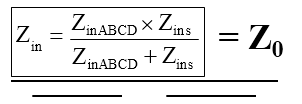 Z_in = (Z_inABCD × Z_ins) / (Z_inABCD + Z_ins) = Z_0